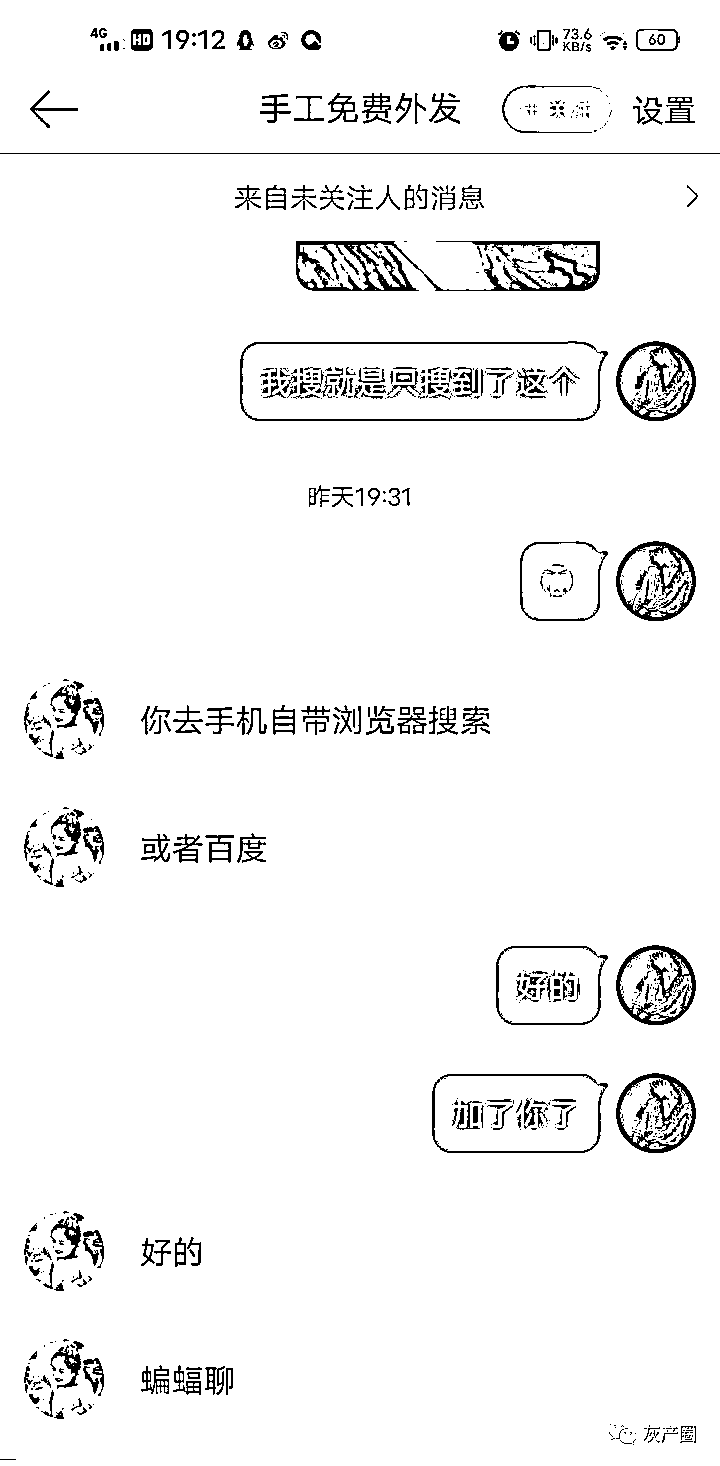 4G HD 19:12 73.6 KB/s 60
手工免费外发 设置
来自未关注人的消息
我搜就是只搜到了这个
昨天19:31
你去手机自带浏览器搜索
或者百度
好的
加了你了
好的
蝙蝠聊
灰产圈